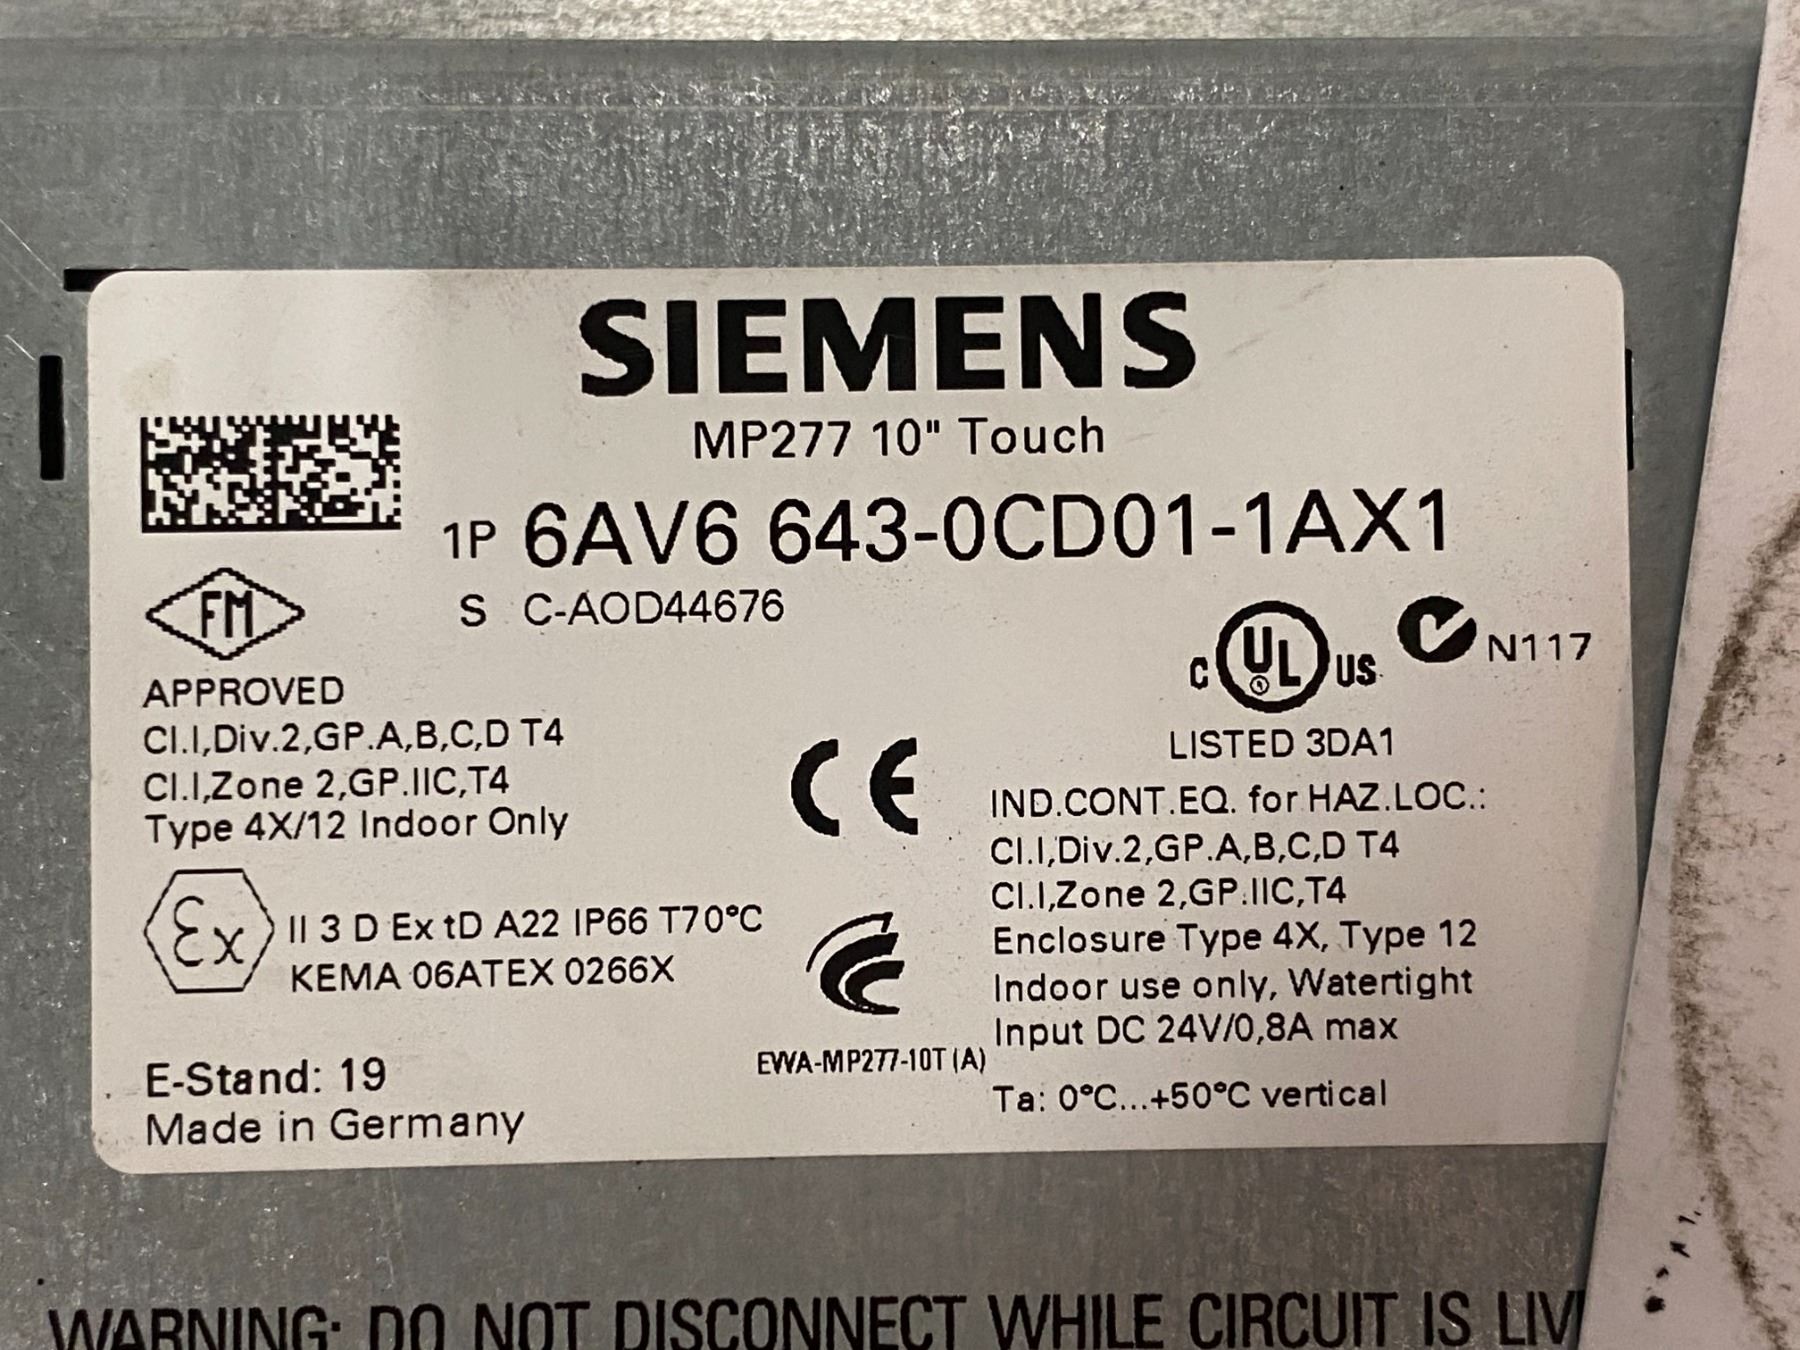 SIEMENS
MP277 10" Touch
1P 6AV6 643-0CD01-1AX1
S C-AOD44676
FM
APPROVED
Cl.I,Div.2,GP.A,B,C,D T4
Cl.I,Zone 2,GP.IIC,T4
Type 4X/12 Indoor Only
Ex II 3 D Ex tD A22 IP66 T70°C
KEMA 06ATEX 0266X
E-Stand: 19
Made in Germany
CE
EWA-MP277-10T(A)
C UL US N117
LISTED 3DA1
IND.CONT.EQ. for HAZ.LOC.:
Cl.I,Div.2,GP.A,B,C,D T4
Cl.I,Zone 2,GP.IIC,T4
Enclosure Type 4X, Type 12
Indoor use only, Watertight
Input DC 24V/0,8A max
Ta: 0°C...+50°C vertical
WARNING: DO NOT DISCONNECT WHILE CIRCUIT IS LIV